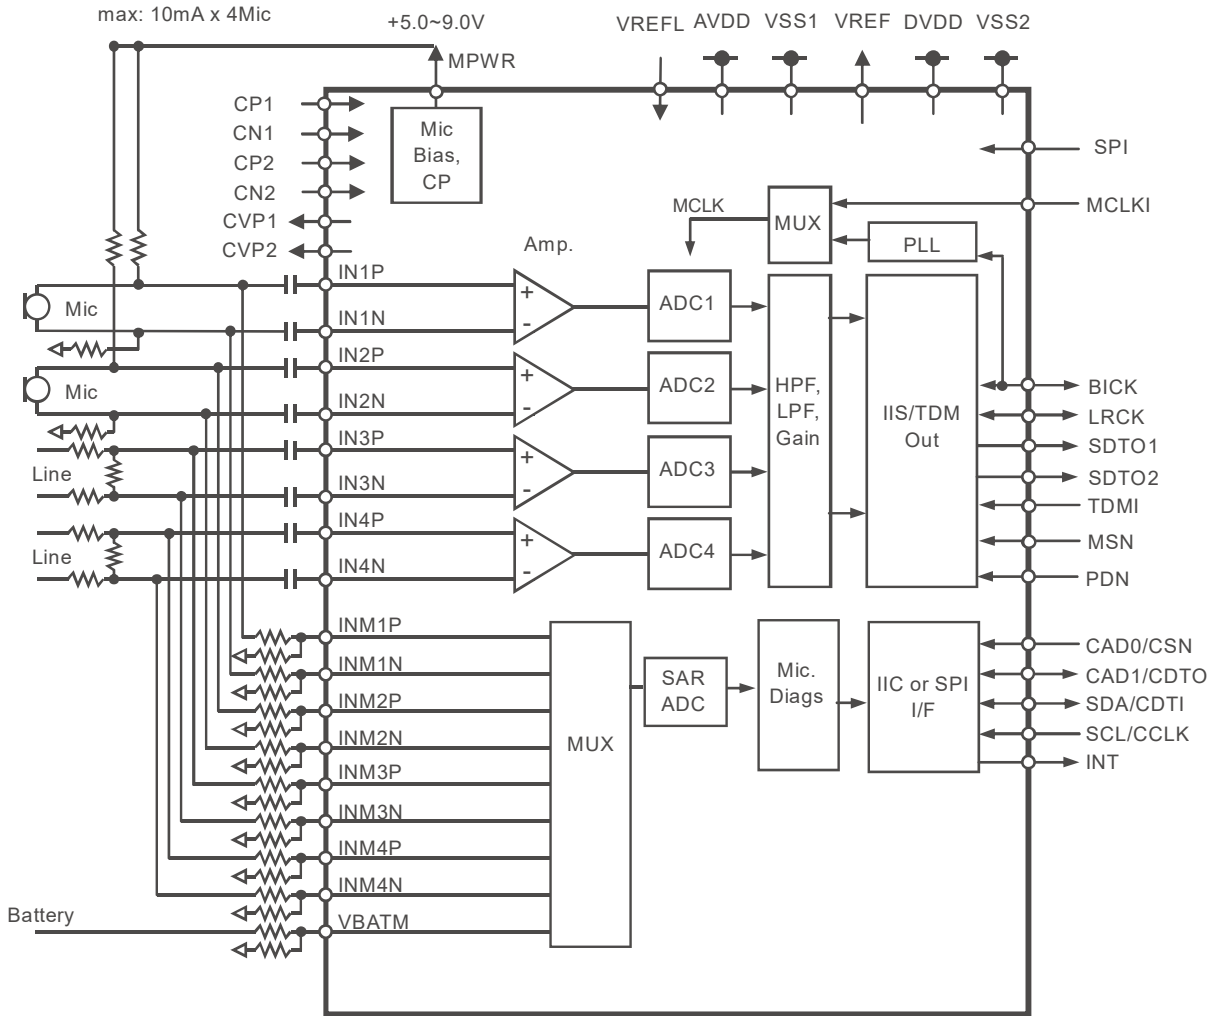 max: 10mA x 4Mic
+5.0~9.0V
MPWR
VREFL
AVDD
VSS1
VREF
DVDD
VSS2
CP1
CN1
CP2
CN2
CVP1
CVP2
Mic
Bias,
CP
SPI
MCLKI
MCLK
MUX
PLL
Amp.
IN1P
IN1N
IN2P
IN2N
IN3P
IN3N
IN4P
IN4N
Mic
Mic
Line
Line
+
-
+
-
+
-
+
-
ADC1
ADC2
ADC3
ADC4
HPF,
LPF,
Gain
IIS/TDM
Out
BICK
LRCK
SDTO1
SDTO2
TDMI
MSN
PDN
INM1P
INM1N
INM2P
INM2N
INM3P
INM3N
INM4P
INM4N
VBATM
Battery
MUX
SAR
ADC
Mic.
Diags
IIC or SPI
I/F
CAD0/CSN
CAD1/CDTO
SDA/CDTI
SCL/CCLK
INT